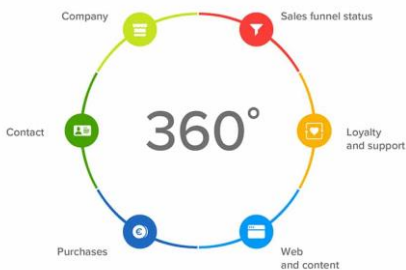 Company
Sales funnel status
360°
Contact
Loyalty
and support
Purchases
Web
and content
€